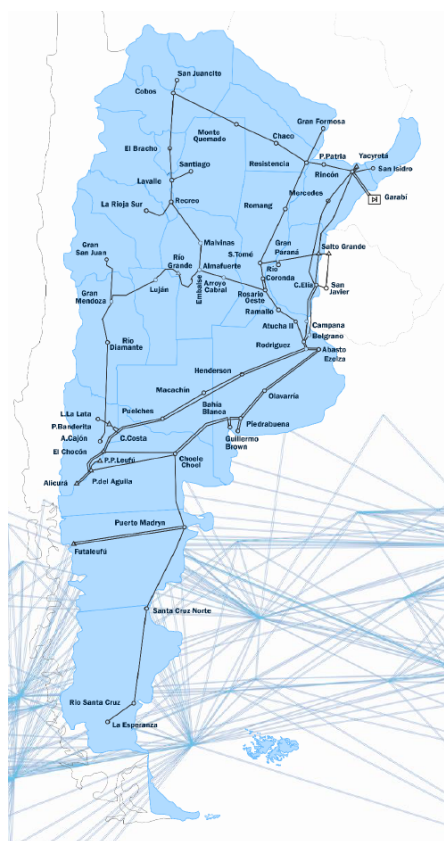 San Juancito
Cobos
Gran Formosa
Monte
Quemado
Chaco
El Bracho
Santiago
Resistencia
P.Patria
Yacyretá
Rincón
San Isidro
Lavalle
Mercedes
Garabí
La Rioja Sur
Recreo
Romang
Malvinas
Gran
San Juan
S.Tomé
Gran
Paraná
Salto Grande
Río
Grande
Almafuerte
Río
Coronda
Embalse
Arroyo
Cabral
C.Elía
San
Javier
Luján
Rosario
Oeste
Gran
Mendoza
Ramallo
Atucha II
Campana
Belgrano
Río
Diamante
Rodríguez
Abasto
Ezeiza
Henderson
Macachín
Olavarría
Bahía
Blanca
L.La Lata
Puelches
P.Banderita
Piedrabuena
A.Cajón
C.Costa
Guillermo
Brown
El Chocón
P.P.Leufú
Choele
Choel
Alicurá
P.del Aguila
Puerto Madryn
Futaleufú
Santa Cruz Norte
Río Santa Cruz
La Esperanza